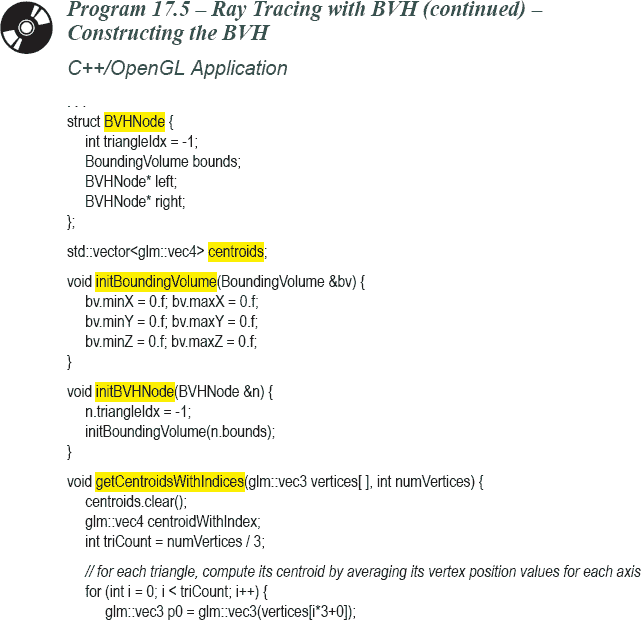 Program 17.5 – Ray Tracing with BVH (continued) –
Constructing the BVH
C++/OpenGL Application
. . .
struct BVHNode {
int triangleIdx = -1;
BoundingVolume bounds;
BVHNode* left;
BVHNode* right;
};
std::vector<glm::vec4> centroids;
void initBoundingVolume(BoundingVolume &bv) {
bv.minX = 0.f; bv.maxX = 0.f;
bv.minY = 0.f; bv.maxY = 0.f;
bv.minZ = 0.f; bv.maxZ = 0.f;
}
void initBVHNode(BVHNode &n) {
n.triangleIdx = -1;
initBoundingVolume(n.bounds);
}
void getCentroidsWithIndices(glm::vec3 vertices[ ], int numVertices) {
centroids.clear();
glm::vec4 centroidWithIndex;
int triCount = numVertices / 3;
// for each triangle, compute its centroid by averaging its vertex position values for each axis
for (int i = 0; i < triCount; i++) {
glm::vec3 p0 = glm::vec3(vertices[i*3+0]);